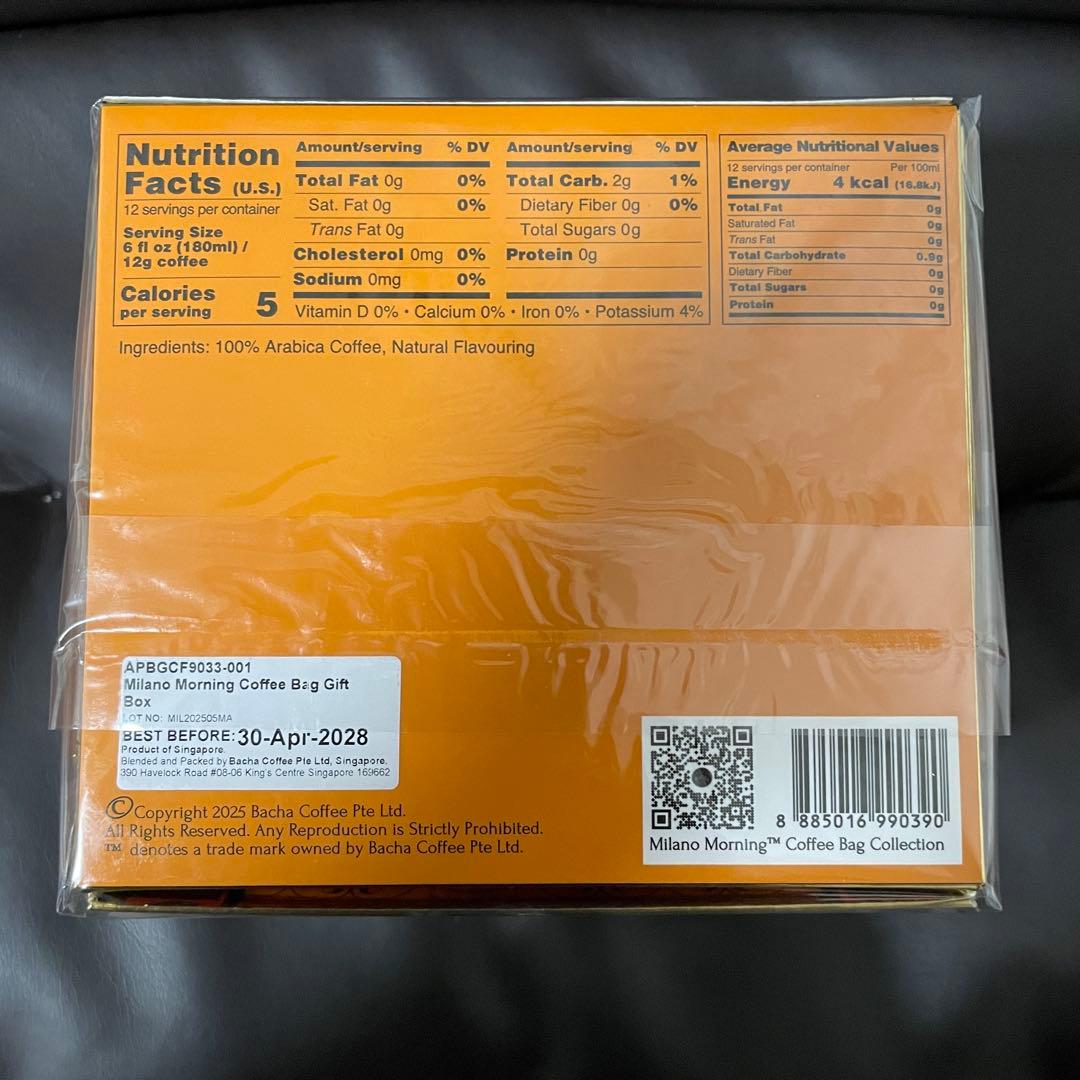 Nutrition
Facts (U.S.)
12 servings per container
Serving Size
6 fl oz (180ml) /
12g coffee
Calories
per serving 5
Amount/serving % DV
Total Fat 0g 0%
Sat. Fat 0g 0%
Trans Fat 0g
Cholesterol 0mg 0%
Sodium 0mg 0%
Amount/serving % DV
Total Carb. 2g 1%
Dietary Fiber 0g 0%
Total Sugars 0g
Protein 0g
Vitamin D 0% • Calcium 0% • Iron 0% • Potassium 4%
Average Nutritional Values
12 servings per container Per 100ml
Energy 4 kcal (16.8kJ)
Total Fat 0g
Saturated Fat 0g
Trans Fat 0g
Total Carbohydrate 0.9g
Dietary Fiber 0g
Total Sugars 0g
Protein 0g
Ingredients: 100% Arabica Coffee, Natural Flavouring
APBGCF9033-001
Milano Morning Coffee Bag Gift
Box
LOT NO: MIL202505MA
BEST BEFORE: 30-Apr-2028
Product of Singapore.
Blended and Packed by Bacha Coffee Pte Ltd, Singapore.
390 Havelock Road #08-06 King's Centre Singapore 169662
© Copyright 2025 Bacha Coffee Pte Ltd.
All Rights Reserved. Any Reproduction is Strictly Prohibited.
™ denotes a trade mark owned by Bacha Coffee Pte Ltd.
8 885016 990390
Milano Morning™ Coffee Bag Collection